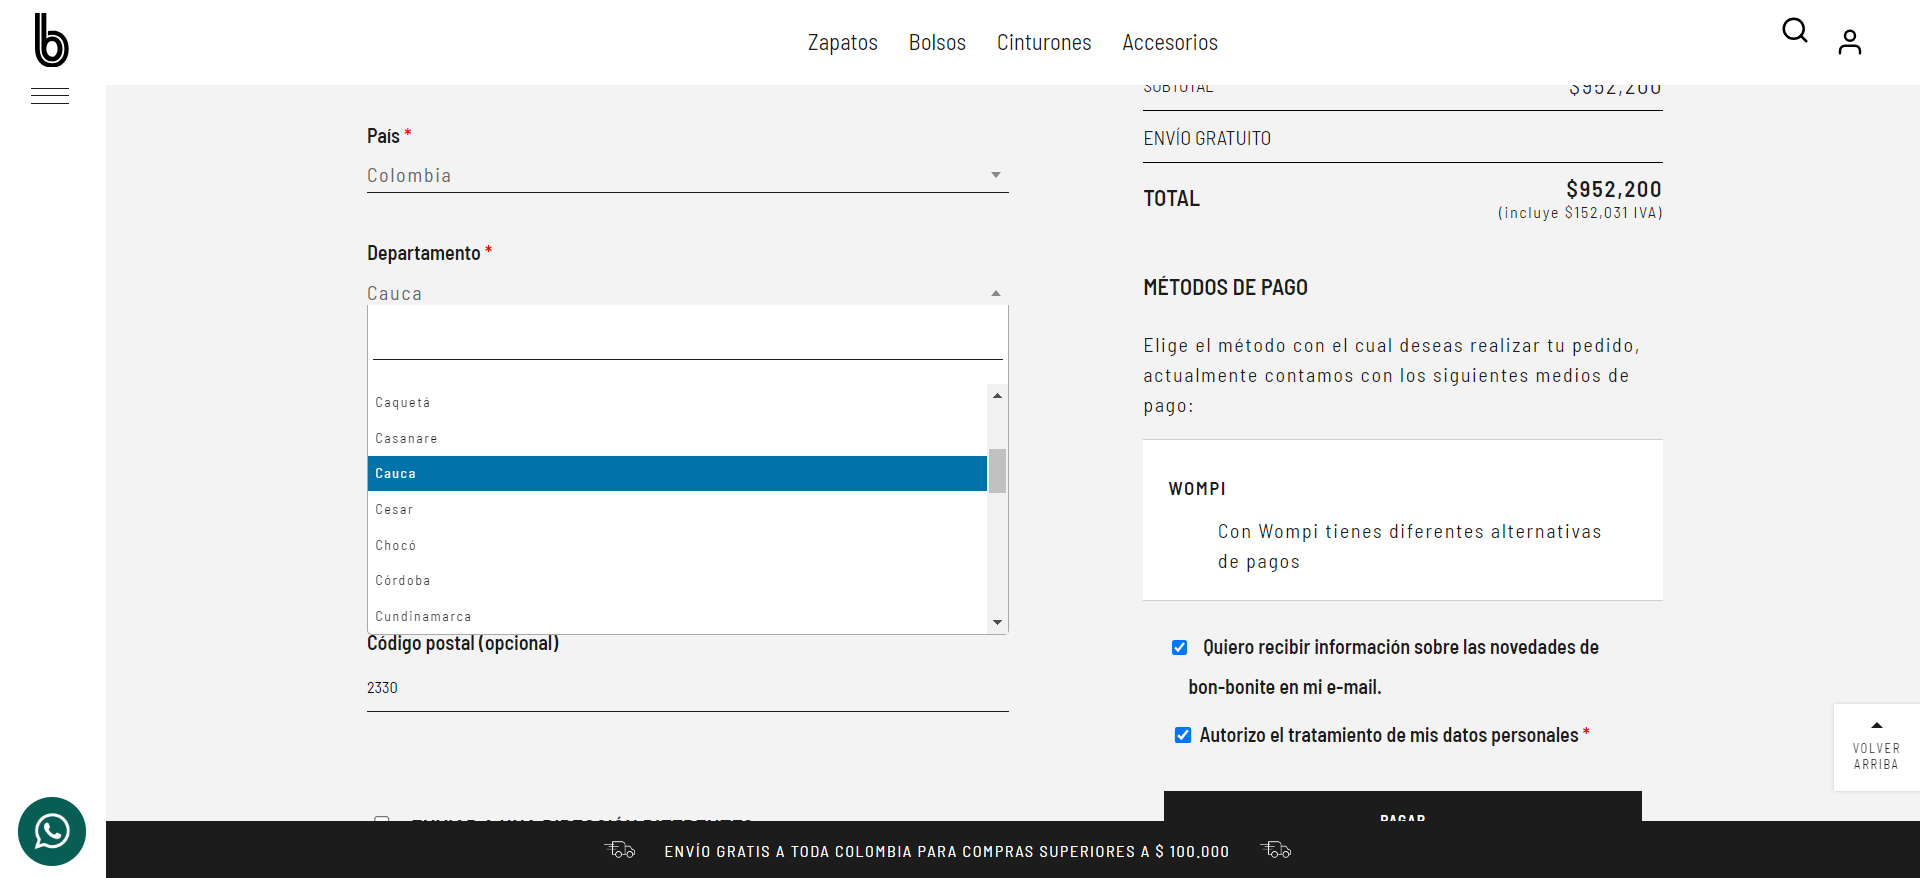 b
Zapatos Bolsos Cinturones Accesorios
País *
Colombia
Departamento *
Cauca
Caquetá
Casanare
Cauca
Cesar
Chocó
Córdoba
Cundinamarca
Código postal (opcional)
2330
SUBTOTAL $952,200
ENVÍO GRATUITO
TOTAL $952,200
(incluye $152,031 IVA)
MÉTODOS DE PAGO
Elige el método con el cual deseas realizar tu pedido,
actualmente contamos con los siguientes medios de
pago:
WOMPI
Con Wompi tienes diferentes alternativas
de pagos
Quiero recibir información sobre las novedades de
bon-bonite en mi e-mail.
Autorizo el tratamiento de mis datos personales *
PAGAR
VOLVER
ARRIBA
ENVÍO GRATIS A TODA COLOMBIA PARA COMPRAS SUPERIORES A $ 100.000